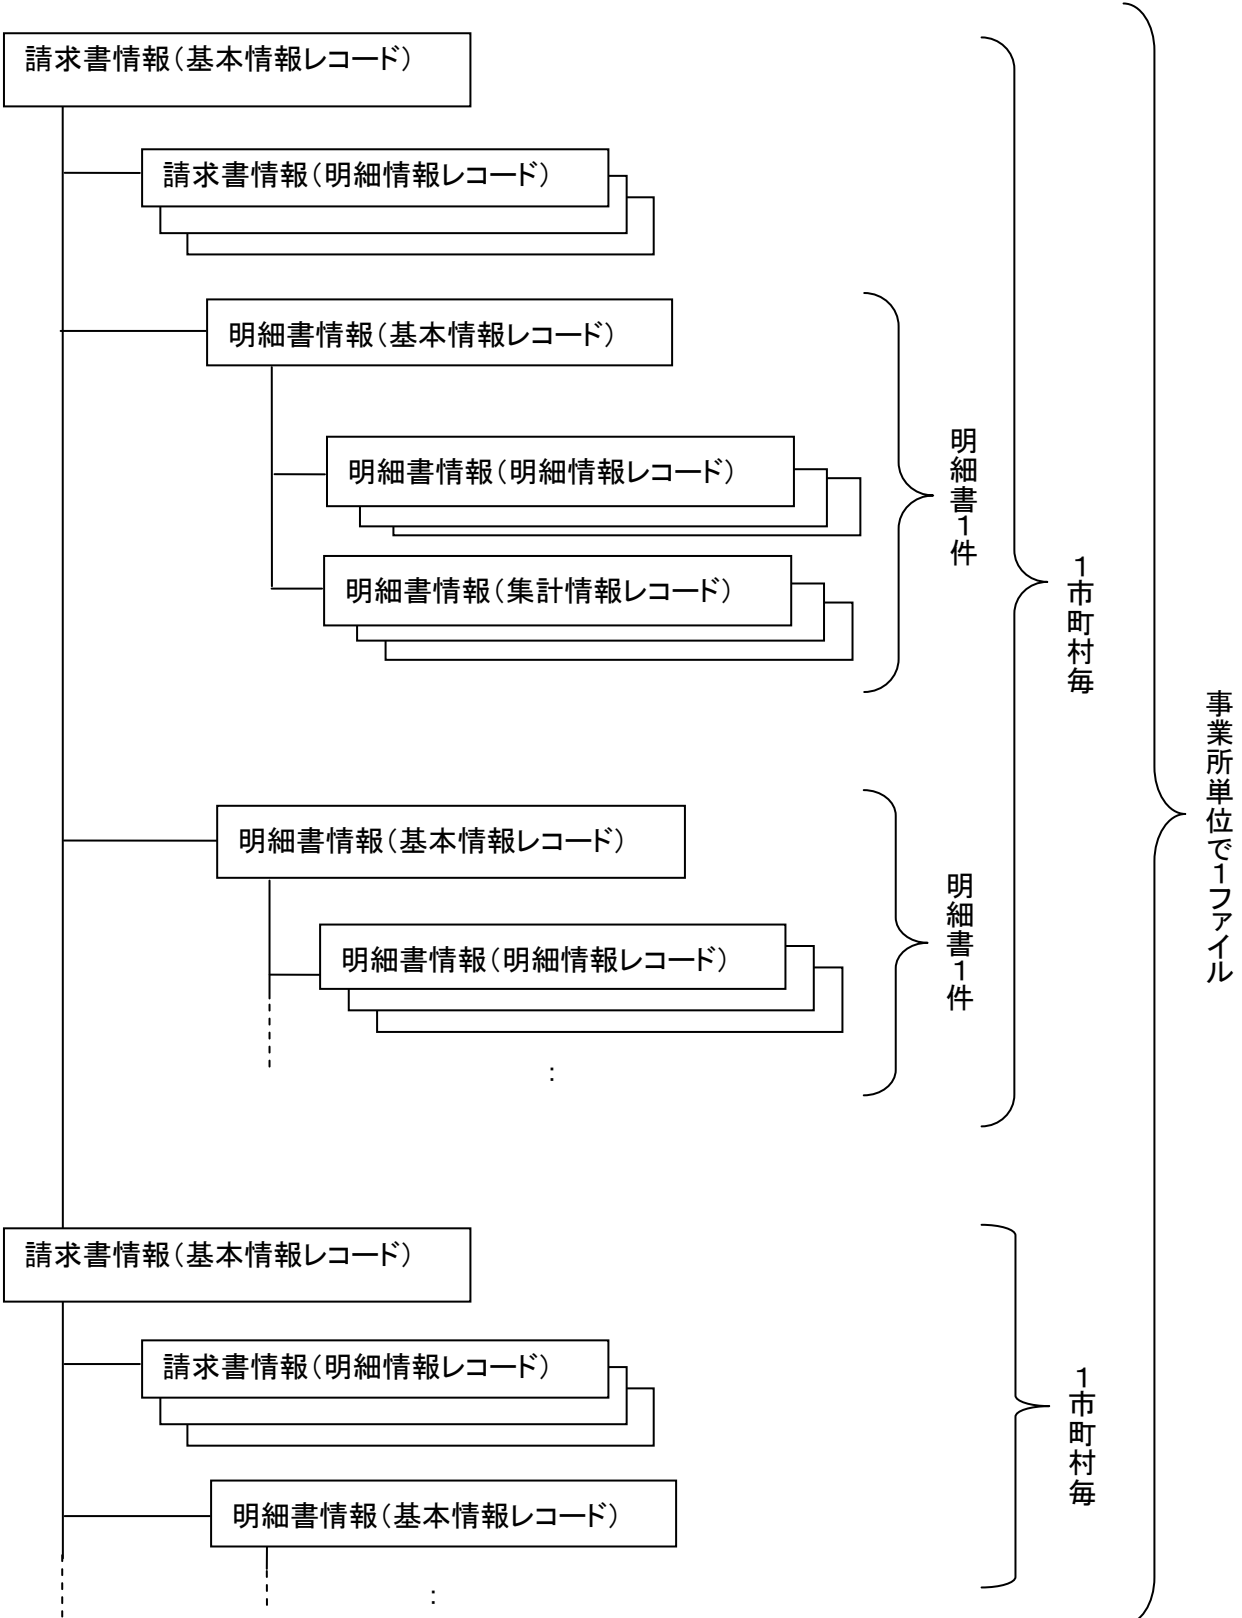 請求書情報（基本情報レコード）
請求書情報（明細情報レコード）
明細書情報（基本情報レコード）
明細書情報（明細情報レコード）
明細書情報（集計情報レコード）
明細書１件
明細書情報（基本情報レコード）
明細書情報（明細情報レコード）
：
明細書１件
１市町村毎
請求書情報（基本情報レコード）
請求書情報（明細情報レコード）
明細書情報（基本情報レコード）
：
１市町村毎
事業所単位で１ファイル